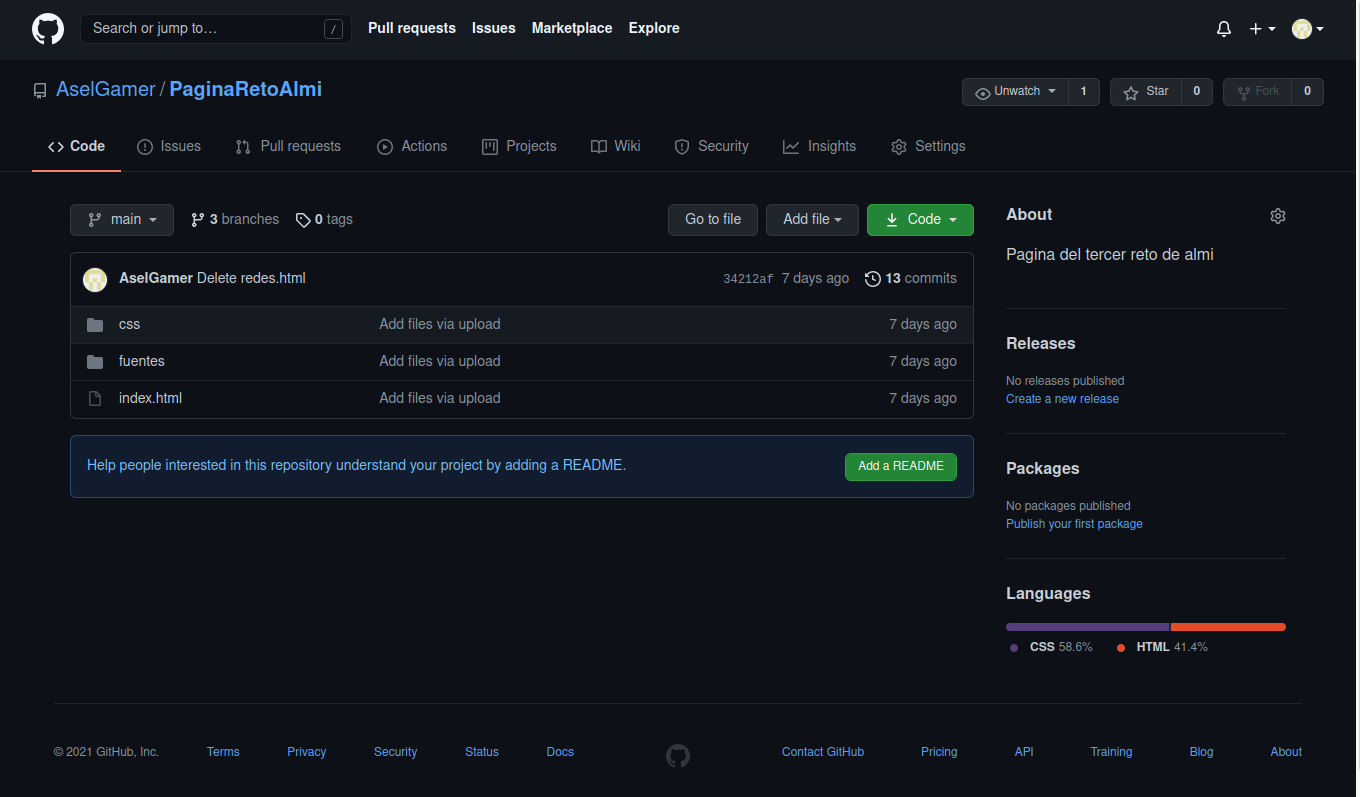 Search or jump to… / Pull requests Issues Marketplace Explore
AselGamer / PaginaRetoAlmi Unwatch 1 Star 0 Fork 0
Code Issues Pull requests Actions Projects Wiki Security Insights Settings
main 3 branches 0 tags Go to file Add file Code
AselGamer Delete redes.html 34212af 7 days ago 13 commits
css Add files via upload 7 days ago
fuentes Add files via upload 7 days ago
index.html Add files via upload 7 days ago
Help people interested in this repository understand your project by adding a README. Add a README
About
Pagina del tercer reto de almi
Releases
No releases published
Create a new release
Packages
No packages published
Publish your first package
Languages
CSS 58.6% HTML 41.4%
© 2021 GitHub, Inc. Terms Privacy Security Status Docs Contact GitHub Pricing API Training Blog About